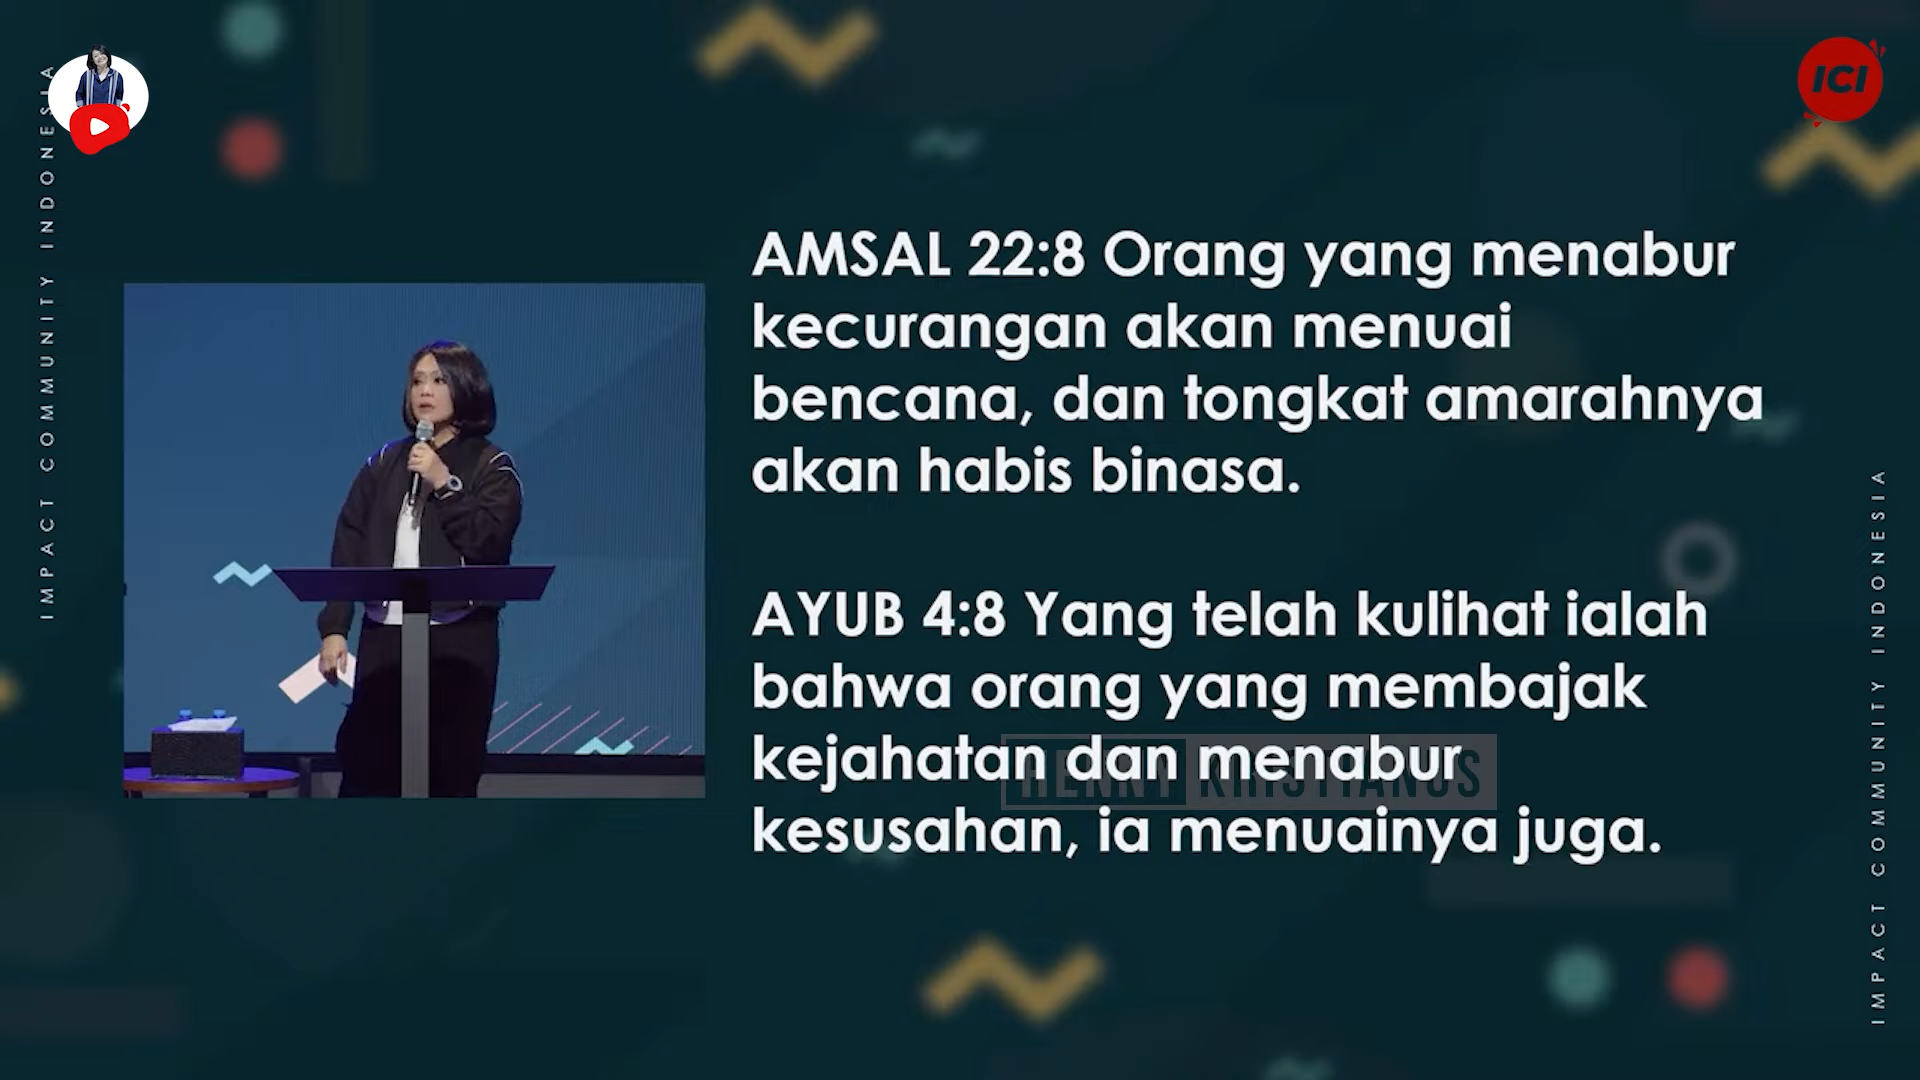 IMPACT COMMUNITY INDONESIA
ICI
AMSAL 22:8 Orang yang menabur
kecurangan akan menuai
bencana, dan tongkat amarahnya
akan habis binasa.
AYUB 4:8 Yang telah kulihat ialah
bahwa orang yang membajak
kejahatan dan menabur
kesusahan, ia menuainya juga.
HENRY KRISTIANUS
IMPACT COMMUNITY INDONESIA